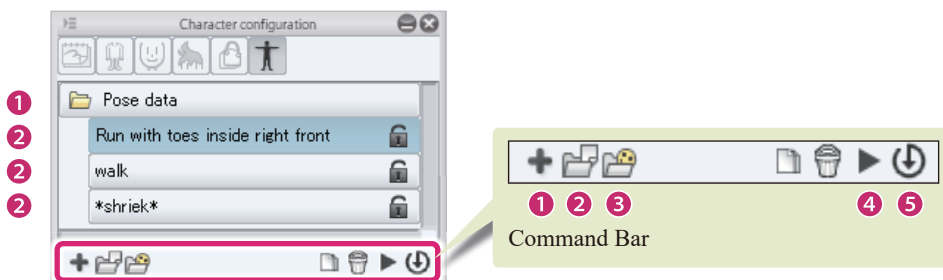 Character configuration
1 Pose data
2 Run with toes inside right front
2 walk
2 *shriek*
1 2 3 4 5
Command Bar